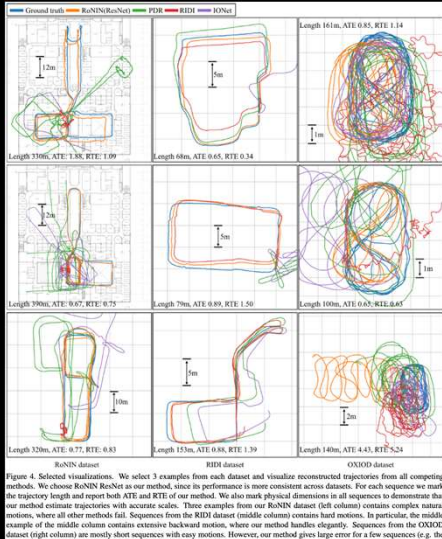 Ground truth RoNIN(ResNet) PDR RIDI IONet
12m
Length 330m, ATE: 1.88, RTE: 1.09
5m
Length 68m, ATE 0.65, RTE 0.34
Length 161m, ATE 0.85, RTE 1.14
1m
12m
Length 390m, ATE: 0.67, RTE: 0.75
5m
Length 79m, ATE 0.89, RTE 1.50
1m
Length 100m, ATE 0.65, RTE 0.63
10m
Length 320m, ATE: 0.77, RTE: 0.83
5m
Length 153m, ATE 0.88, RTE 1.39
2m
Length 140m, ATE 4.43, RTE 5.24
RoNIN dataset
RIDI dataset
OXIOD dataset
Figure 4. Selected visualizations. We select 3 examples from each dataset and visualize reconstructed trajectories from all competing
methods. We choose RoNIN ResNet as our method, since its performance is more consistent across datasets. For each sequence we mark
the trajectory length and report both ATE and RTE of our method. We also mark physical dimensions in all sequences to demonstrate that
our method estimate trajectories with accurate scales. Three examples from our RoNIN dataset (left column) contains complex natural
motions, where all other methods fail. Sequences from the RIDI dataset (middle column) contains hard motions. In particular, the middle
example of the middle column contains extensive backward motion, where our method handles elegantly. Sequences from the OXIOD
dataset (right column) are mostly short sequences with easy motions. However, our method gives large error for a few sequences (e.g. the